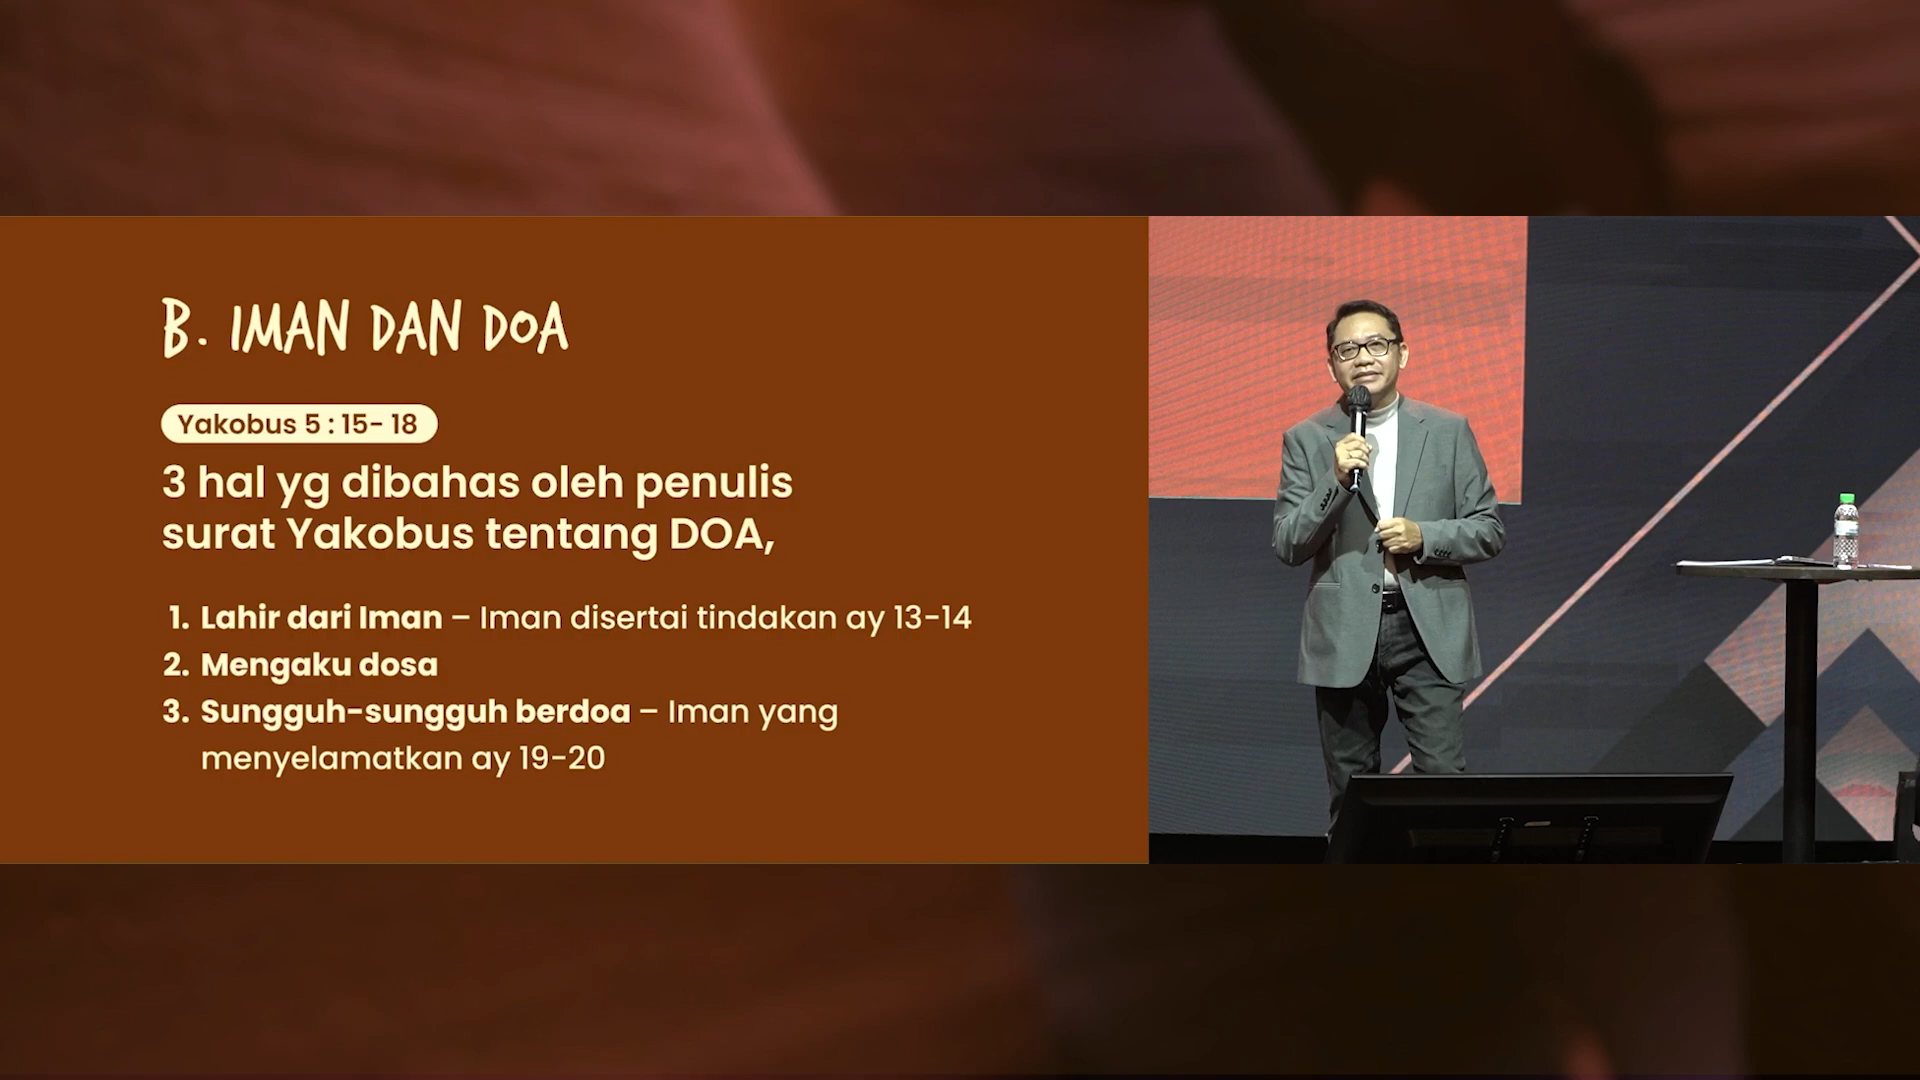 B. IMAN DAN DOA
Yakobus 5 : 15- 18
3 hal yg dibahas oleh penulis
surat Yakobus tentang DOA,
1. Lahir dari Iman – Iman disertai tindakan ay 13-14
2. Mengaku dosa
3. Sungguh-sungguh berdoa – Iman yang
menyelamatkan ay 19-20